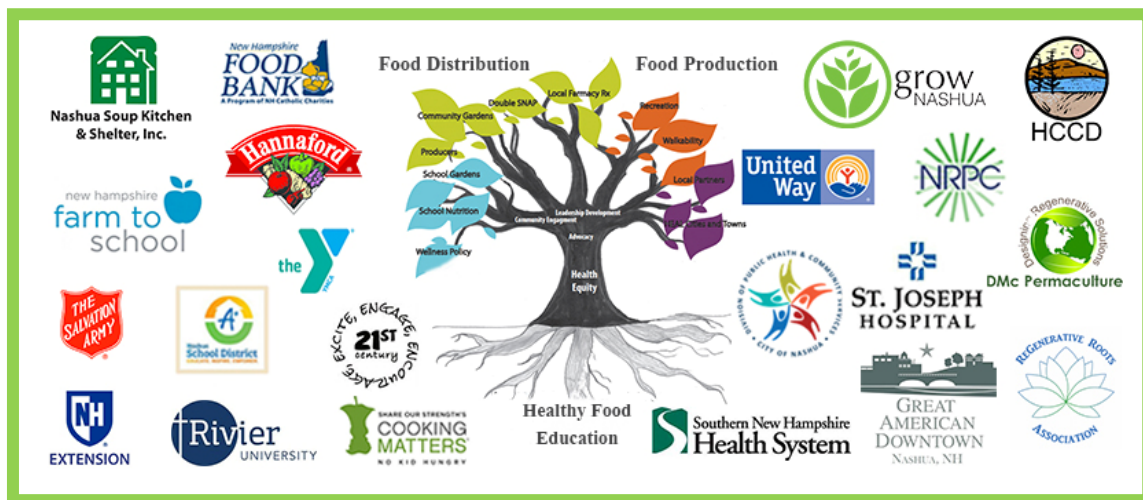 Nashua Soup Kitchen
& Shelter, Inc.
New Hampshire
FOOD
BANK
A Program of NH Catholic Charities
Hannaford
new hampshire
farm to
school
the
YMCA
THE
SALVATION
ARMY
A+
Nashua
School District
EXCITE, ENGAGE, ENCOURAGE
21ST
century
NH
EXTENSION
Rivier
UNIVERSITY
SHARE OUR STRENGTH'S
COOKING
MATTERS
NO KID HUNGRY
Food Distribution
Food Production
Double SNAP
Local Farmacy Rx
Community Gardens
Producers
School Gardens
School Nutrition
Wellness Policy
Recreation
Walkability
Local Partners
Cities and Towns
Leadership Development
Community Engagement
Advocacy
Health
Equity
Healthy Food
Education
grow
NASHUA
HCCD
United
Way
NRPC
Designing Regenerative Solutions
DMc Permaculture
DIVISION OF PUBLIC HEALTH & COMMUNITY SERVICES
CITY OF NASHUA
ST. JOSEPH
HOSPITAL
Southern New Hampshire
Health System
GREAT
AMERICAN
DOWNTOWN
NASHUA, NH
REGENERATIVE ROOTS
ASSOCIATION